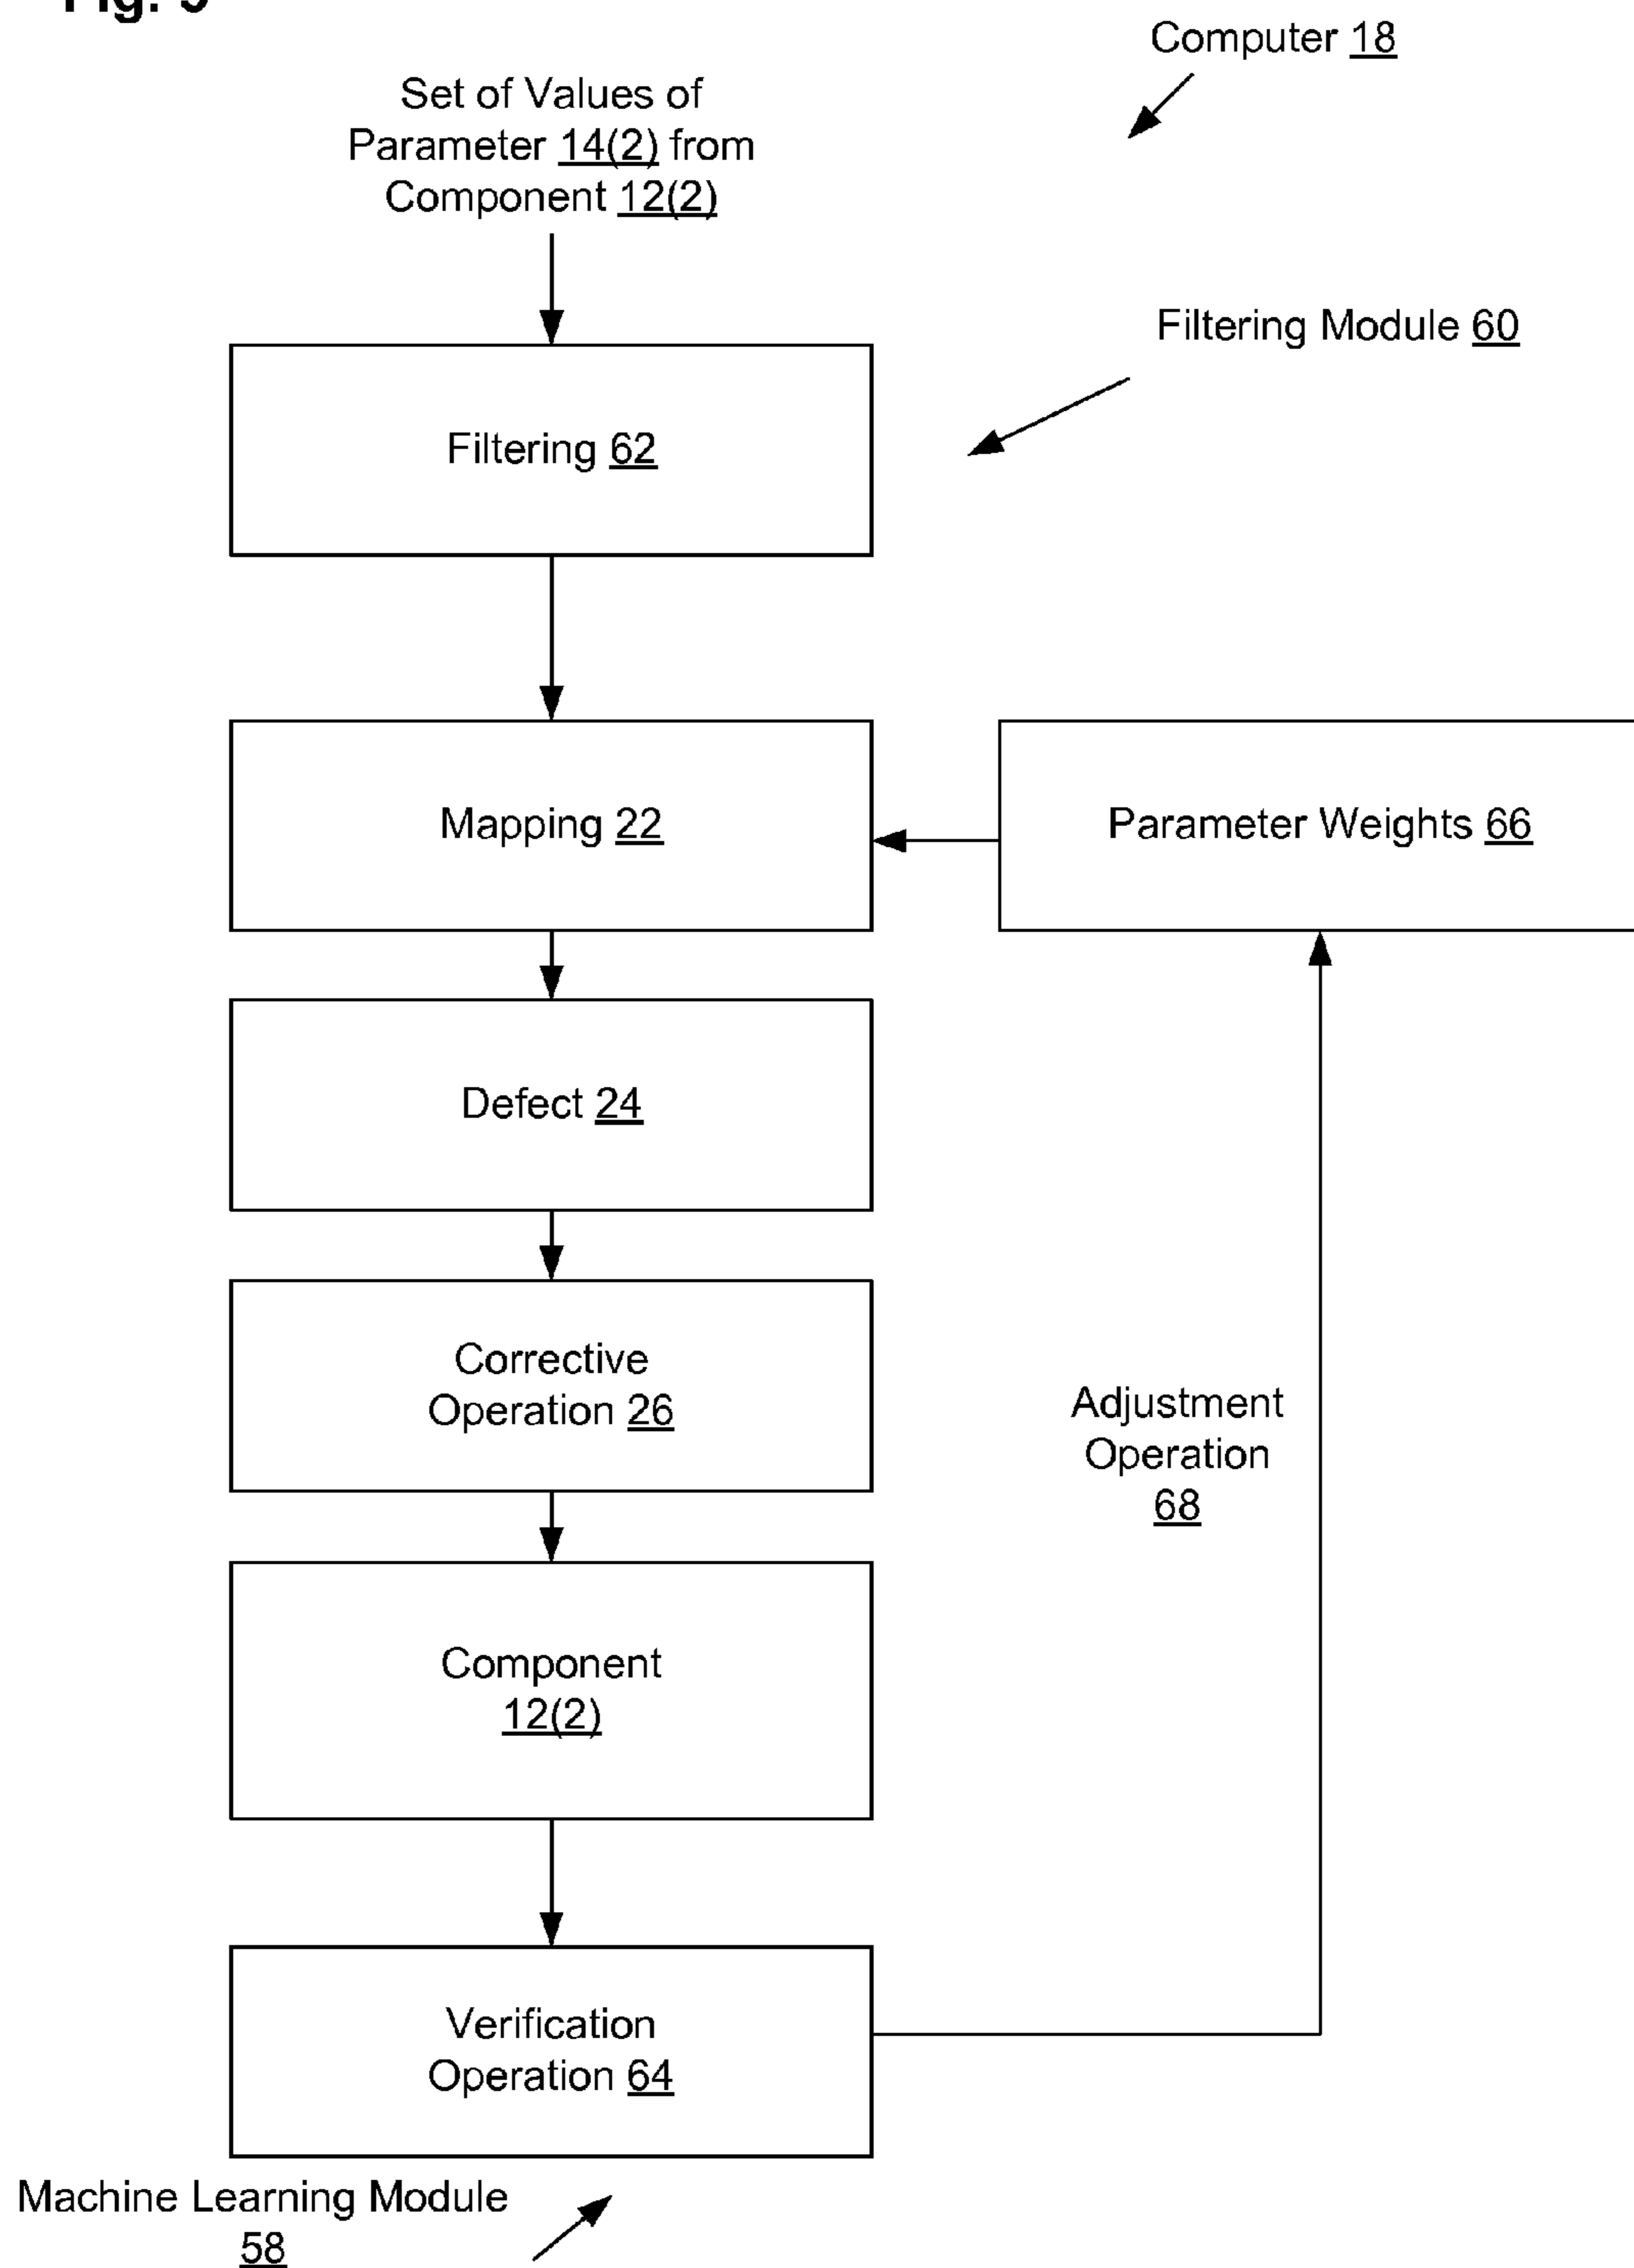 Computer 18
Set of Values of
Parameter 14(2) from
Component 12(2)
Filtering Module 60
Filtering 62
Mapping 22
Parameter Weights 66
Defect 24
Corrective
Operation 26
Adjustment
Operation
68
Component
12(2)
Verification
Operation 64
Machine Learning Module
58